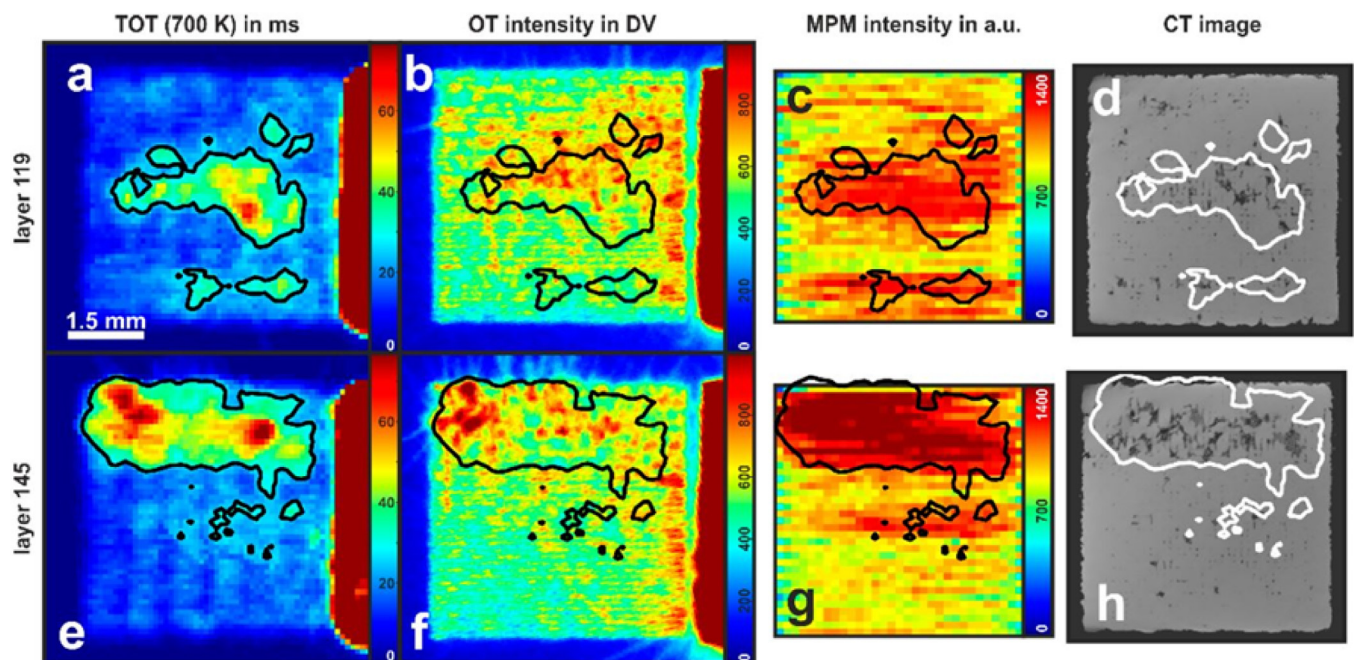 TOT (700 K) in ms OT intensity in DV MPM intensity in a.u. CT image
layer 119
a b c d
60 40 20 0
800 600 400 200 0
1400 700 0
1.5 mm
layer 145
e f g h
60 40 20 0
800 600 400 200 0
1400 700 0